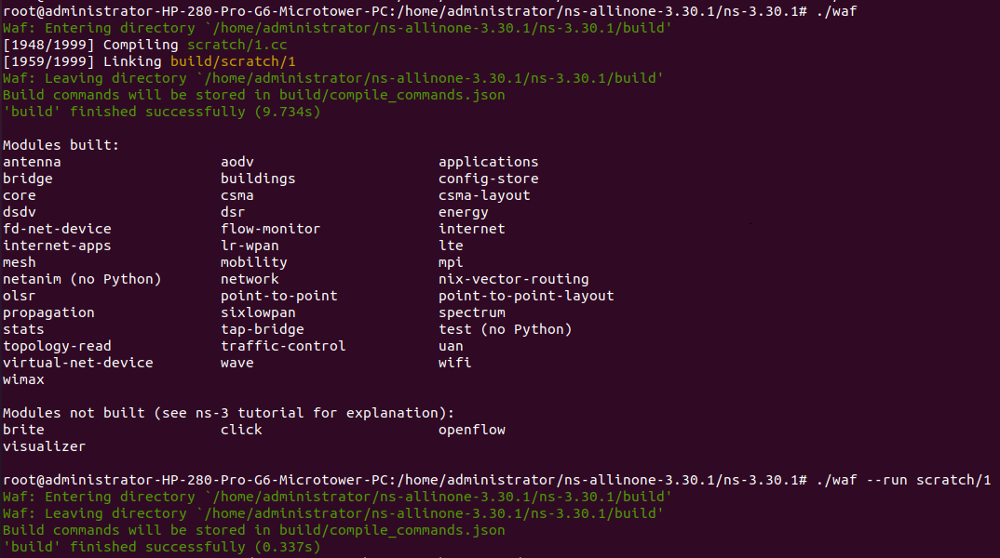 root@administrator-HP-280-Pro-G6-Microtower-PC:/home/administrator/ns-allinone-3.30.1/ns-3.30.1# ./waf
Waf: Entering directory `/home/administrator/ns-allinone-3.30.1/ns-3.30.1/build'
[1948/1999] Compiling scratch/1.cc
[1959/1999] Linking build/scratch/1
Waf: Leaving directory `/home/administrator/ns-allinone-3.30.1/ns-3.30.1/build'
Build commands will be stored in build/compile_commands.json
'build' finished successfully (9.734s)
Modules built:
antenna aodv applications
bridge buildings config-store
core csma csma-layout
dsdv dsr energy
fd-net-device flow-monitor internet
internet-apps lr-wpan lte
mesh mobility mpi
netanim (no Python) network nix-vector-routing
olsr point-to-point point-to-point-layout
propagation sixlowpan spectrum
stats tap-bridge test (no Python)
topology-read traffic-control uan
virtual-net-device wave wifi
wimax
Modules not built (see ns-3 tutorial for explanation):
brite click openflow
visualizer
root@administrator-HP-280-Pro-G6-Microtower-PC:/home/administrator/ns-allinone-3.30.1/ns-3.30.1# ./waf --run scratch/1
Waf: Entering directory `/home/administrator/ns-allinone-3.30.1/ns-3.30.1/build'
Waf: Leaving directory `/home/administrator/ns-allinone-3.30.1/ns-3.30.1/build'
Build commands will be stored in build/compile_commands.json
'build' finished successfully (0.337s)